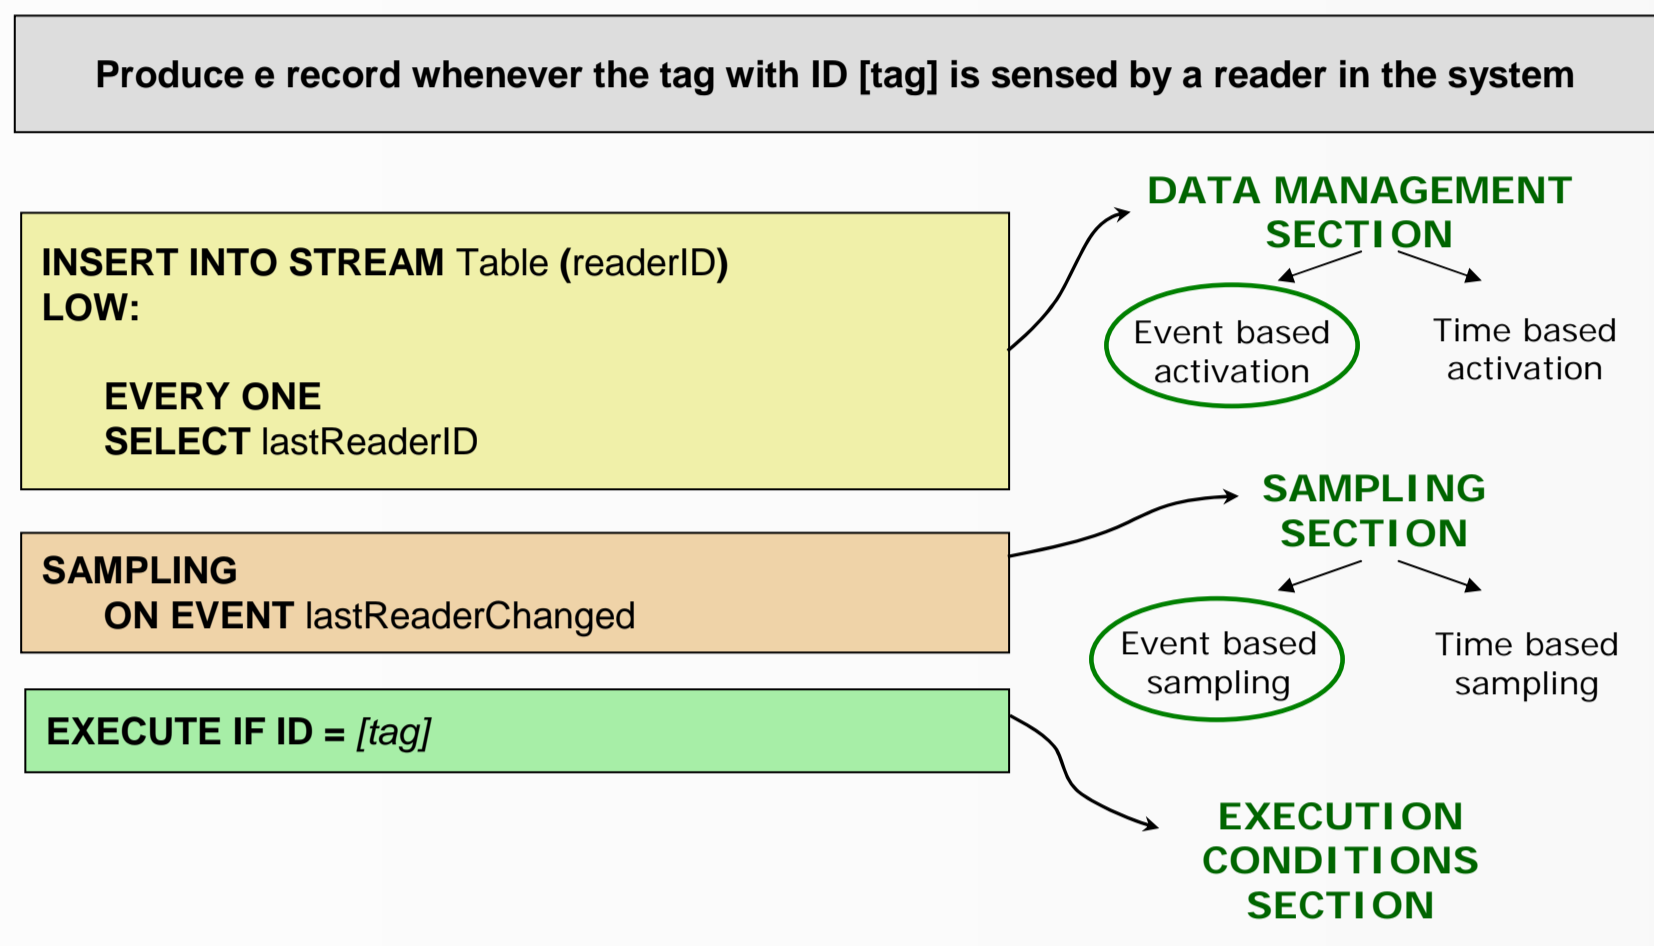 Produce e record whenever the tag with ID [tag] is sensed by a reader in the system
INSERT INTO STREAM Table (readerID)
LOW:
EVERY ONE
SELECT lastReaderID
SAMPLING
ON EVENT lastReaderChanged
EXECUTE IF ID = [tag]
DATA MANAGEMENT
SECTION
Event based
activation
Time based
activation
SAMPLING
SECTION
Event based
sampling
Time based
sampling
EXECUTION
CONDITIONS
SECTION